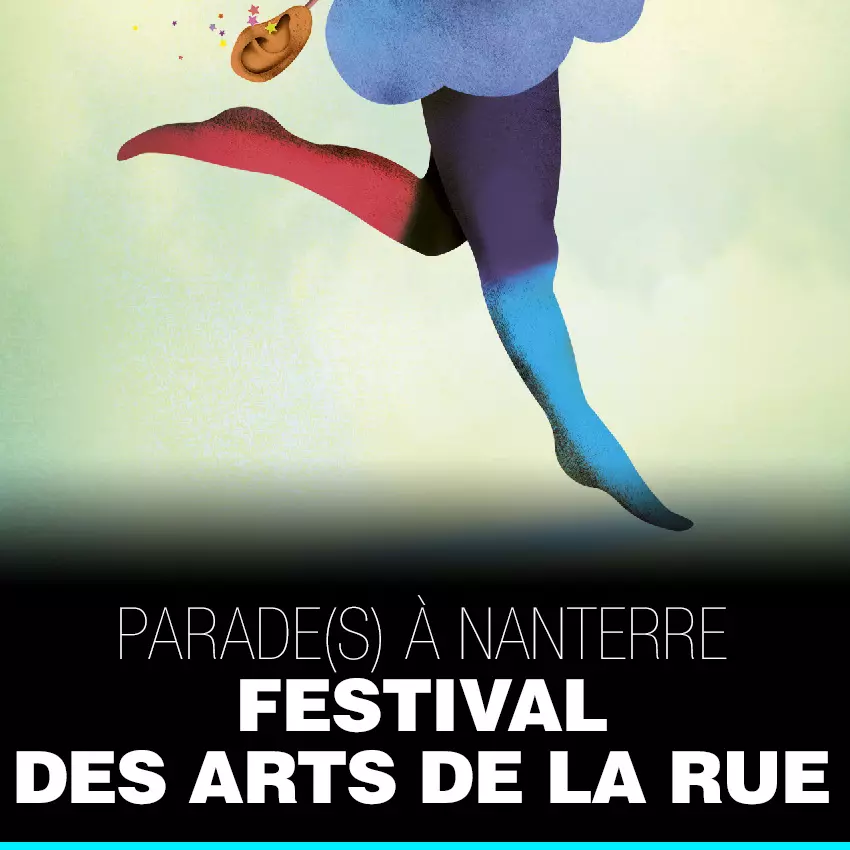 PARADE(S) À NANTERRE
FESTIVAL
DES ARTS DE LA RUE